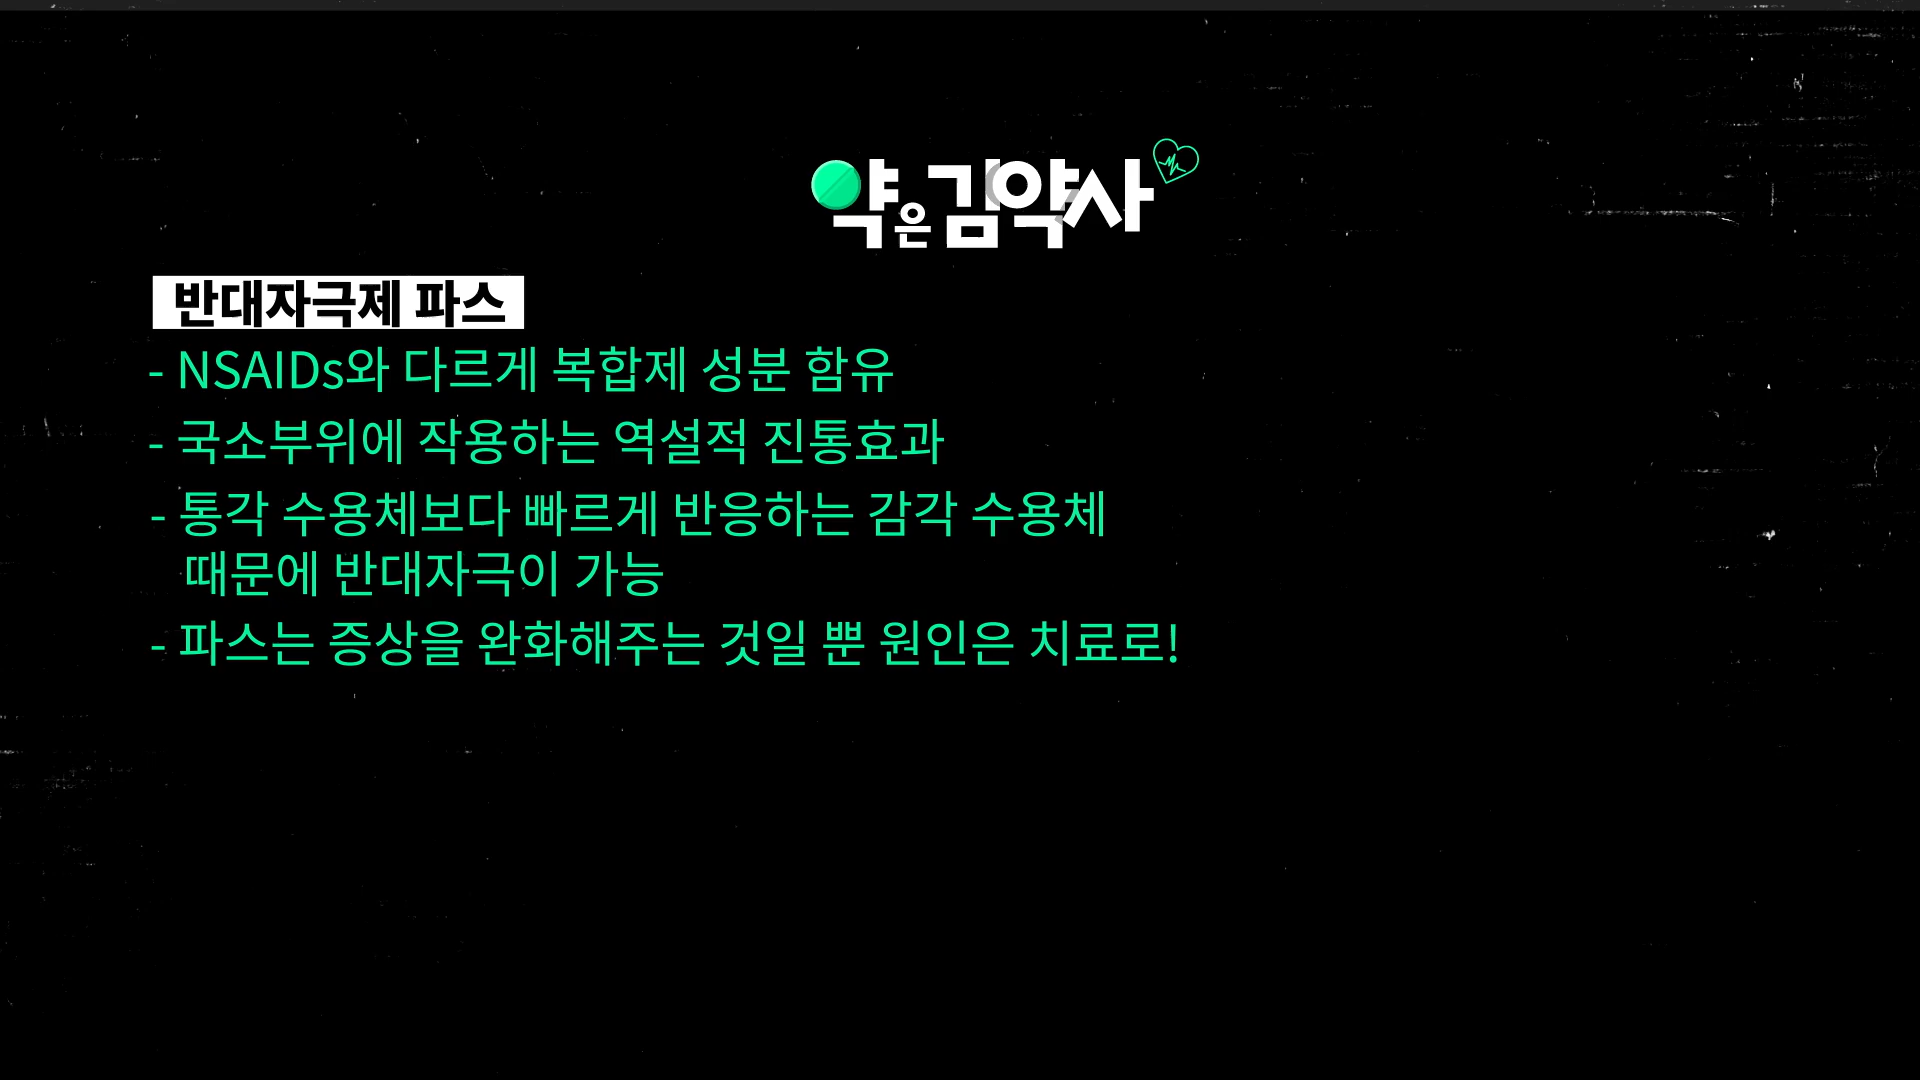 약은김약사
반대자극제 파스
- NSAIDs와 다르게 복합제 성분 함유
- 국소부위에 작용하는 역설적 진통효과
- 통각 수용체보다 빠르게 반응하는 감각 수용체
때문에 반대자극이 가능
- 파스는 증상을 완화해주는 것일 뿐 원인은 치료로!